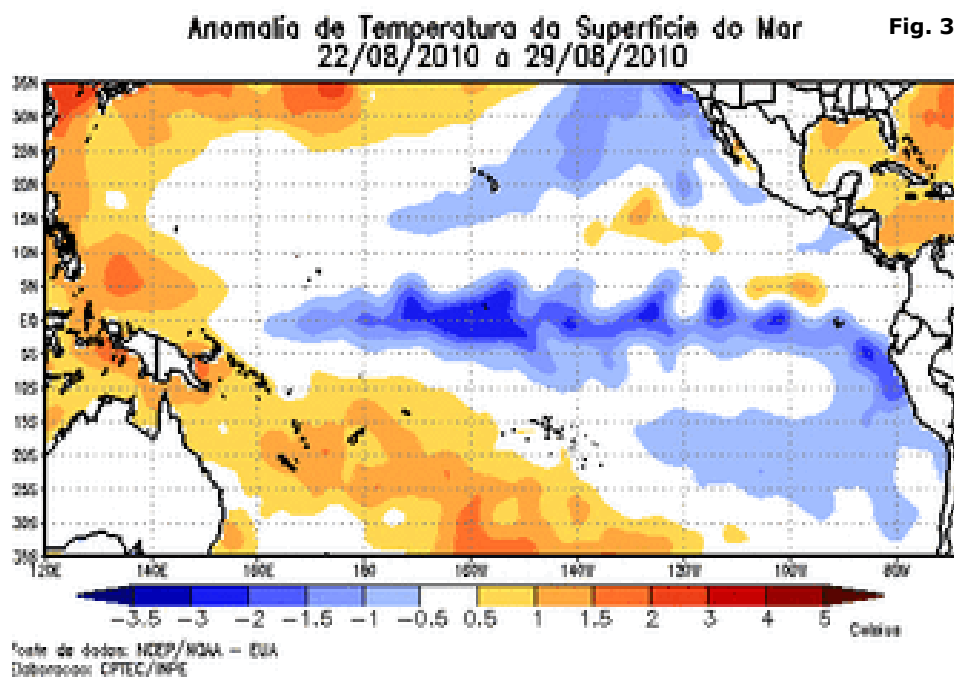 Anomalia de Temperatura da Superfície do Mar
Fig. 3
22/08/2010 a 29/08/2010
35N
30N
25N
20N
15N
10N
5N
EQ
5S
10S
15S
20S
25S
30S
35S
120E 140E 160E 180 160W 140W 120W 100W 80W
-3.5 -3 -2 -1.5 -1 -0.5 0.5 1 1.5 2 3 4 5
Celsius
Fonte de dados: NCEP/NOAA - EUA
Elaboracao: CPTEC/INPE